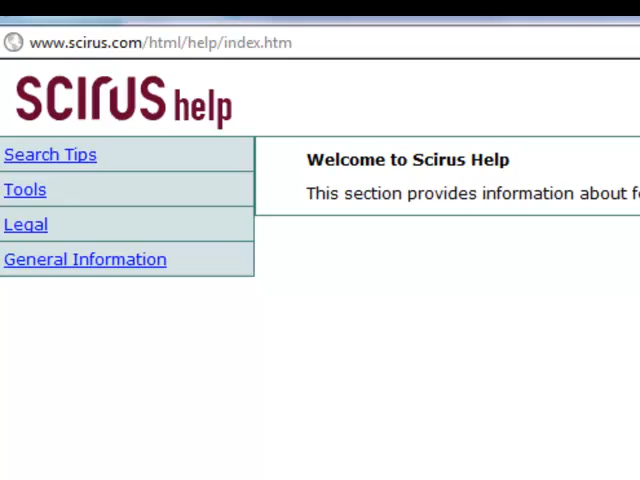 www.scirus.com/html/help/index.htm
SCIRUS help
Search Tips
Tools
Legal
General Information
Welcome to Scirus Help
This section provides information about